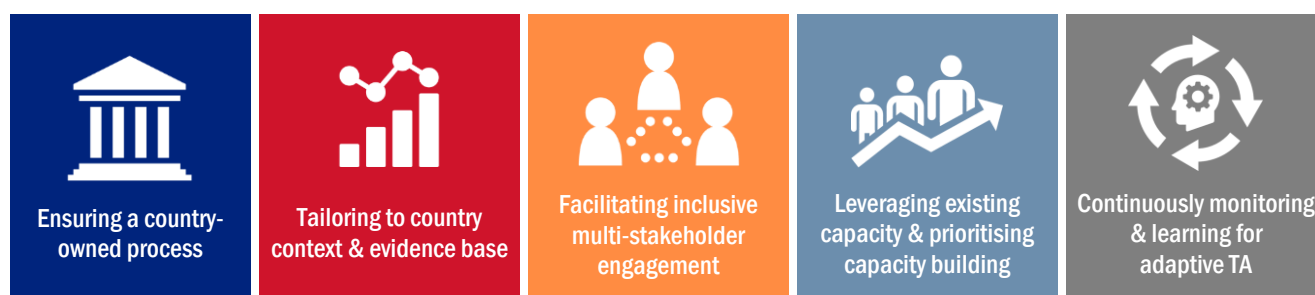 Ensuring a country-
owned process
Tailoring to country
context & evidence base
Facilitating inclusive
multi-stakeholder
engagement
Leveraging existing
capacity & prioritising
capacity building
Continuously monitoring
& learning for
adaptive TA